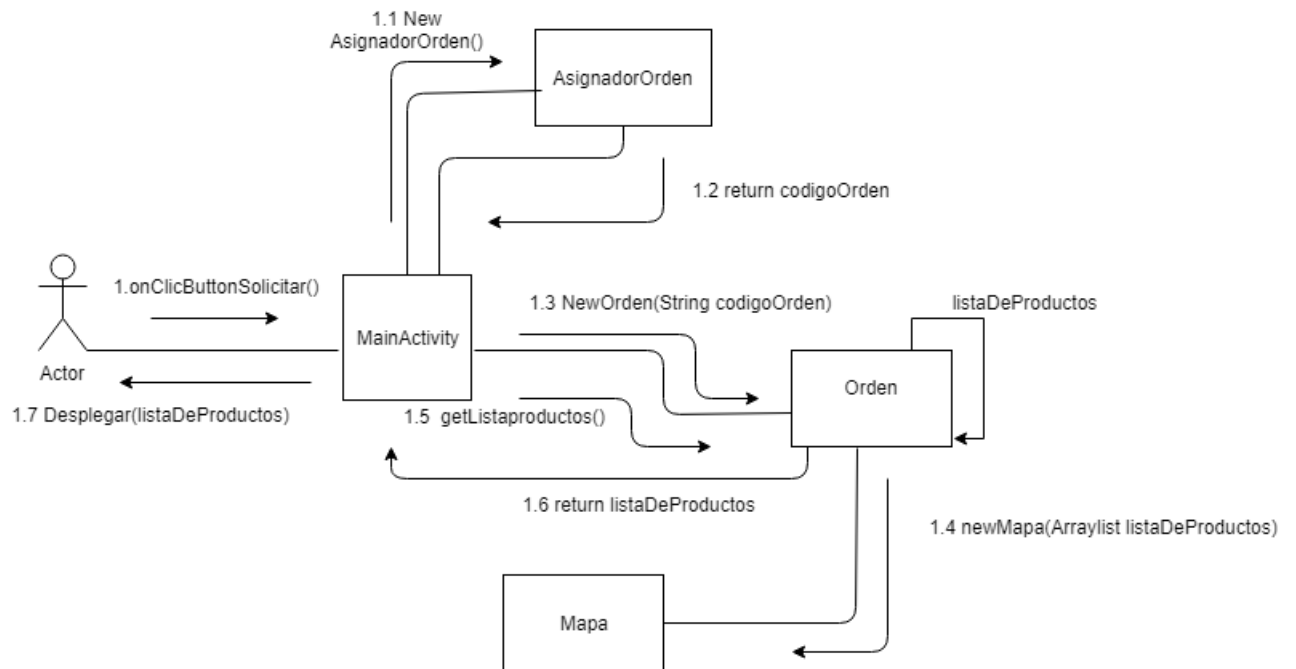 1.1 New
AsignadorOrden()
AsignadorOrden
1.2 return codigoOrden
1.onClicButtonSolicitar()
1.3 NewOrden(String codigoOrden)
listaDeProductos
MainActivity
Actor
Orden
1.7 Desplegar(listaDeProductos)
1.5 getListaproductos()
1.6 return listaDeProductos
1.4 newMapa(Arraylist listaDeProductos)
Mapa